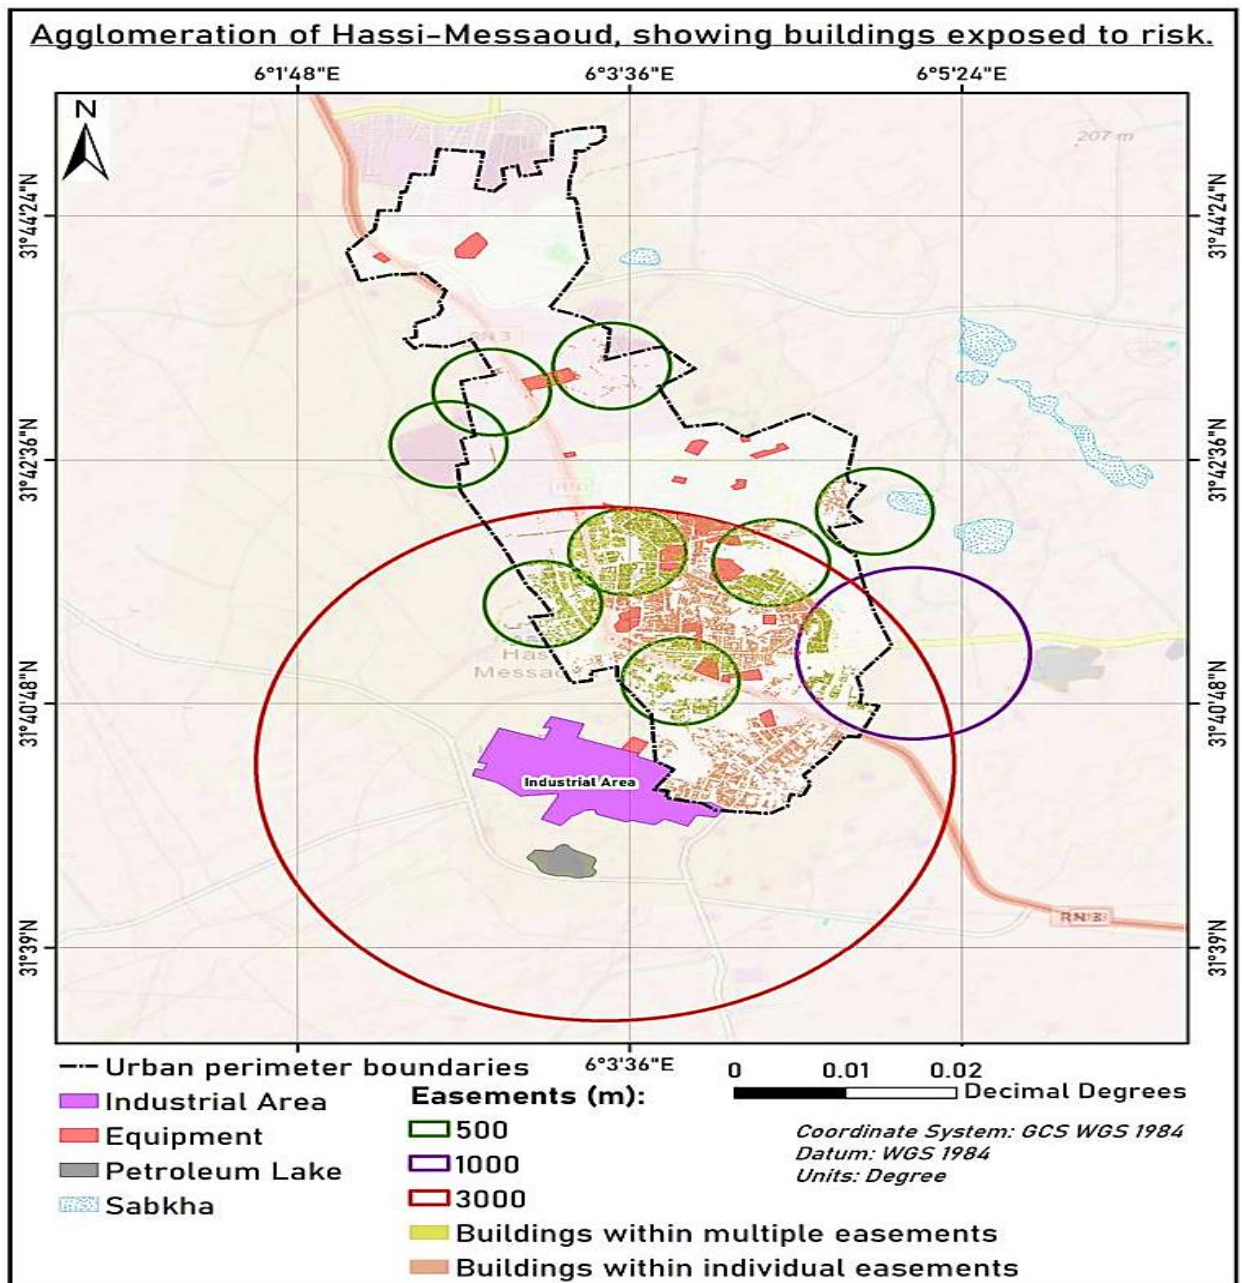 Agglomeration of Hassi-Messaoud, showing buildings exposed to risk.
6°1'48"E 6°3'36"E 6°5'24"E
N
207 m
31°44'24"N 31°44'24"N
31°42'36"N 31°42'36"N
Messa
31°40'48"N 31°40'48"N
Industrial Area
RN 3
31°39'N 31°39'N
Urban perimeter boundaries
6°3'36"E
0 0.01 0.02
Decimal Degrees
Industrial Area
Equipment
Petroleum Lake
Sabkha
Easements (m):
500
1000
3000
Buildings within multiple easements
Buildings within individual easements
Coordinate System: GCS WGS 1984
Datum: WGS 1984
Units: Degree